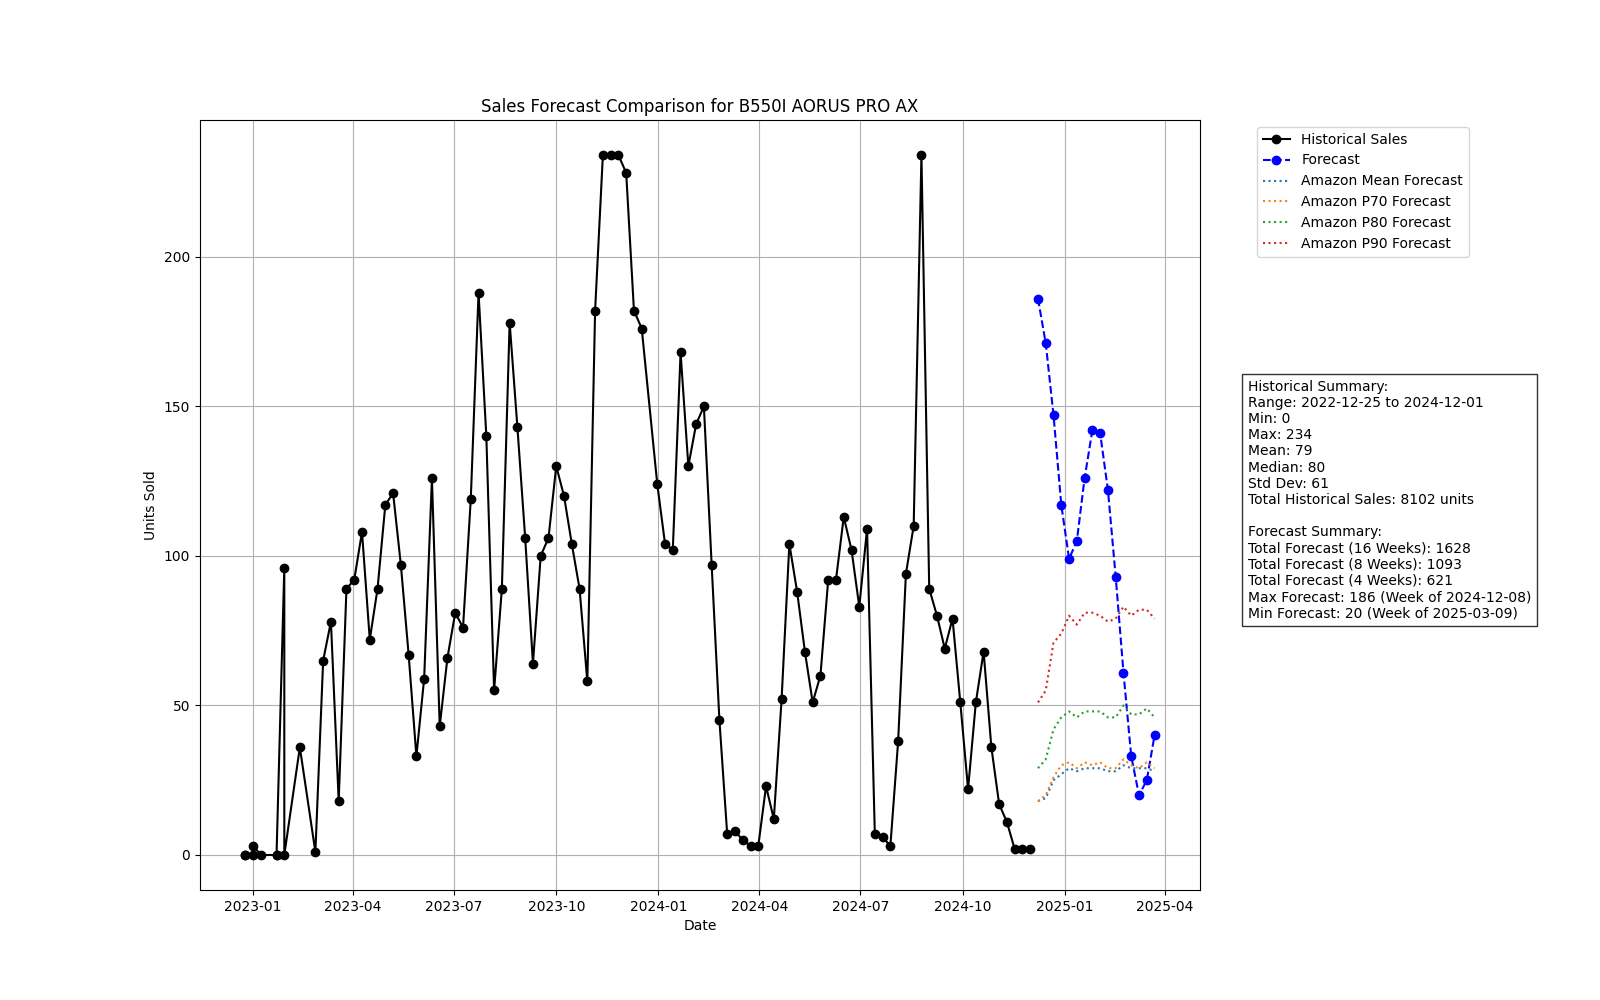 Sales Forecast Comparison for B550I AORUS PRO AX
Historical Sales
Forecast
Amazon Mean Forecast
Amazon P70 Forecast
Amazon P80 Forecast
Amazon P90 Forecast
Units Sold
200
150
100
50
0
2023-01
2023-04
2023-07
2023-10
2024-01
2024-04
2024-07
2024-10
2025-01
2025-04
Date
Historical Summary:
Range: 2022-12-25 to 2024-12-01
Min: 0
Max: 234
Mean: 79
Median: 80
Std Dev: 61
Total Historical Sales: 8102 units
Forecast Summary:
Total Forecast (16 Weeks): 1628
Total Forecast (8 Weeks): 1093
Total Forecast (4 Weeks): 621
Max Forecast: 186 (Week of 2024-12-08)
Min Forecast: 20 (Week of 2025-03-09)